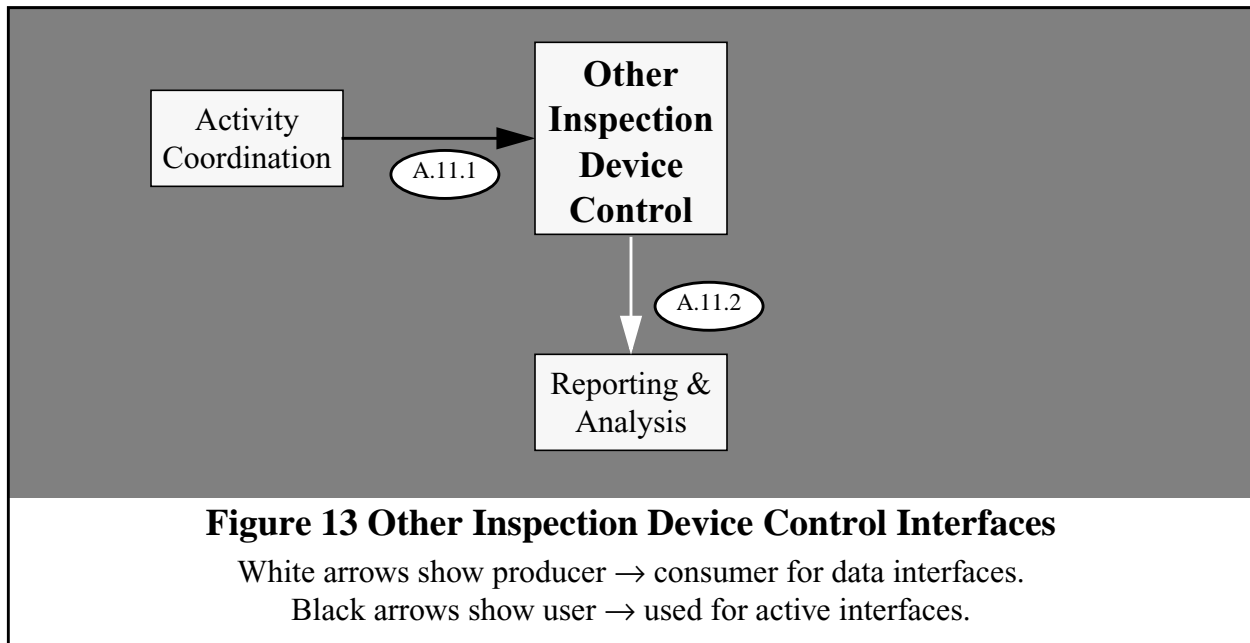 Activity
Coordination
A.11.1
Other
Inspection
Device
Control
A.11.2
Reporting &
Analysis
Figure 13 Other Inspection Device Control Interfaces
White arrows show producer → consumer for data interfaces.
Black arrows show user → used for active interfaces.